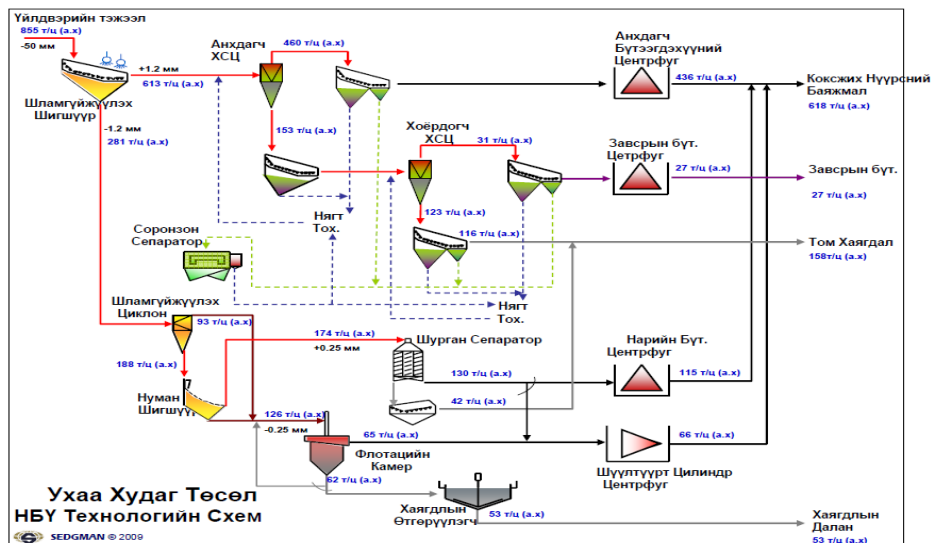 Үйлдвэрийн тэжээл
855 т/ц (а.х)
-50 мм
Шламгүйжүүлэх
Шигшүүр
+1.2 мм
613 т/ц (а.х)
-1.2 мм
281 т/ц (а.х)
Анхдагч
ХСЦ
460 т/ц (а.х)
153 т/ц (а.х)
Хоёрдогч
ХСЦ
31 т/ц (а.х)
123 т/ц (а.х)
116 т/ц (а.х)
Анхдагч
Бүтээгдэхүүний
Центрфуг
436 т/ц (а.х)
Коксжих Нүүрсний
Баяжмал
618 т/ц (а.х)
Завсрын бүт.
Цетрфуг
27 т/ц (а.х)
Завсрын бүт.
27 т/ц (а.х)
Том Хаягдал
158т/ц (а.х)
Нягт
Тох.
Соронзон
Сепаратор
Нягт
Тох.
Шламгүйжүүлэх
Циклон
93 т/ц (а.х)
188 т/ц (а.х)
Нуман
Шигшүүр
174 т/ц (а.х)
+0.25 мм
Шурган Сепаратор
130 т/ц (а.х)
42 т/ц (а.х)
Нарийн Бүт.
Центрфуг
115 т/ц (а.х)
126 т/ц (а.х)
-0.25 мм
65 т/ц (а.х)
Флотацийн
Камер
62 т/ц (а.х)
66 т/ц (а.х)
Шүүлтүүрт Цилиндр
Центрфуг
Хаягдлын
Өтгөрүүлэгч
53 т/ц (а.х)
Хаягдлын
Далан
53 т/ц (а.х)
Ухаа Худаг Төсөл
НБҮ Технологийн Схем
SEDGMAN © 2009